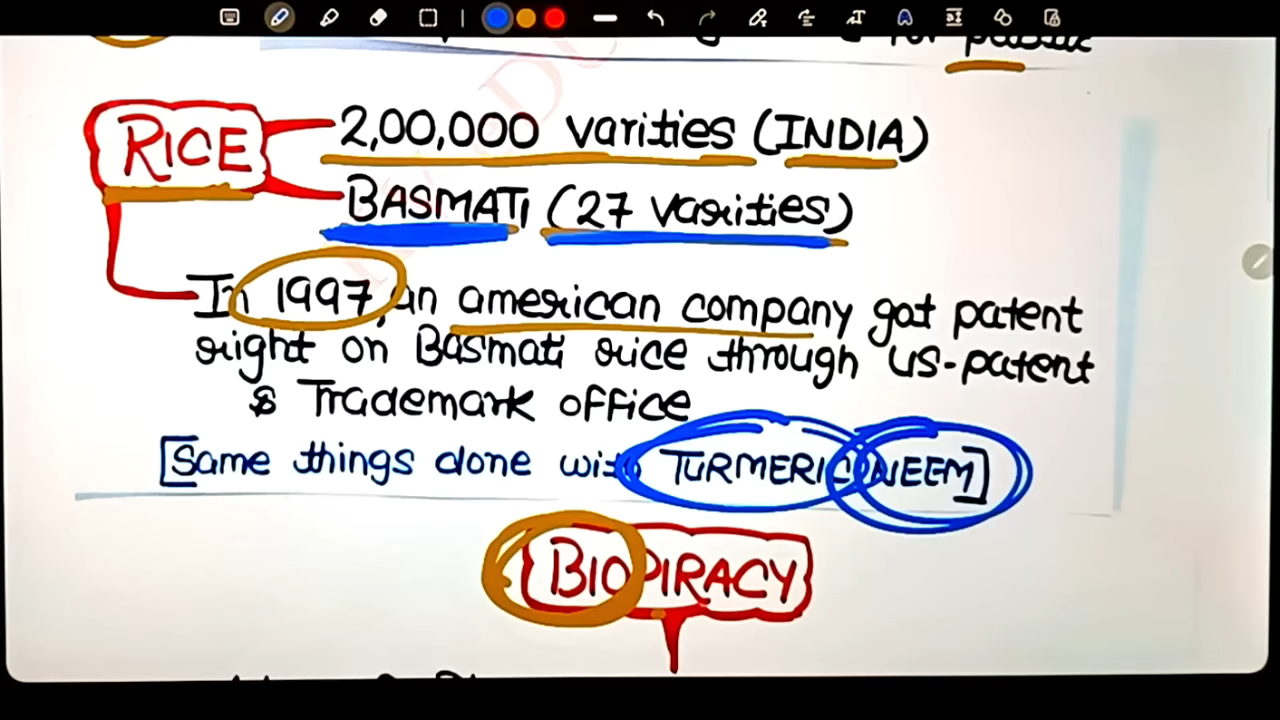 for
RICE
2,00,000 varities (INDIA)
BASMATI (27 varities)
In 1997, an american company got patent
right on Basmati rice through US-patent
& Trademark office
[Same things done with TURMERIC, NEEM]
BIOPIRACY